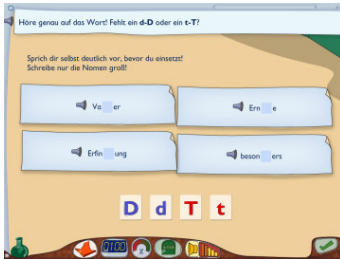 Höre genau auf das Wort! Fehlt ein d-D oder ein t-T?
Sprich dir selbst deutlich vor, bevor du einsetzt!
Schreibe nur die Nomen groß!
Va er
Ern e
Erfin ung
beson ers
D d T t